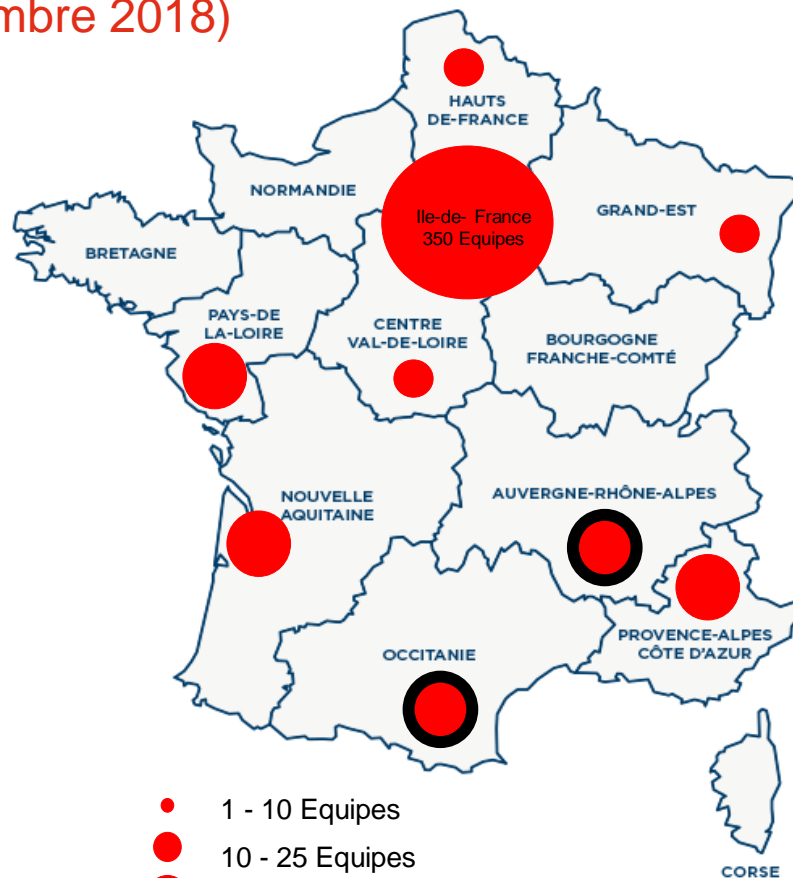 mbre 2018)
HAUTS
DE-FRANCE
NORMANDIE
Ile-de- France
350 Equipes
GRAND-EST
BRETAGNE
PAYS-DE
LA-LOIRE
CENTRE
VAL-DE-LOIRE
BOURGOGNE
FRANCHE-COMTÉ
NOUVELLE
AQUITAINE
AUVERGNE-RHÔNE-ALPES
PROVENCE-ALPES
CÔTE D'AZUR
OCCITANIE
1 - 10 Equipes
10 - 25 Equipes
CORSE